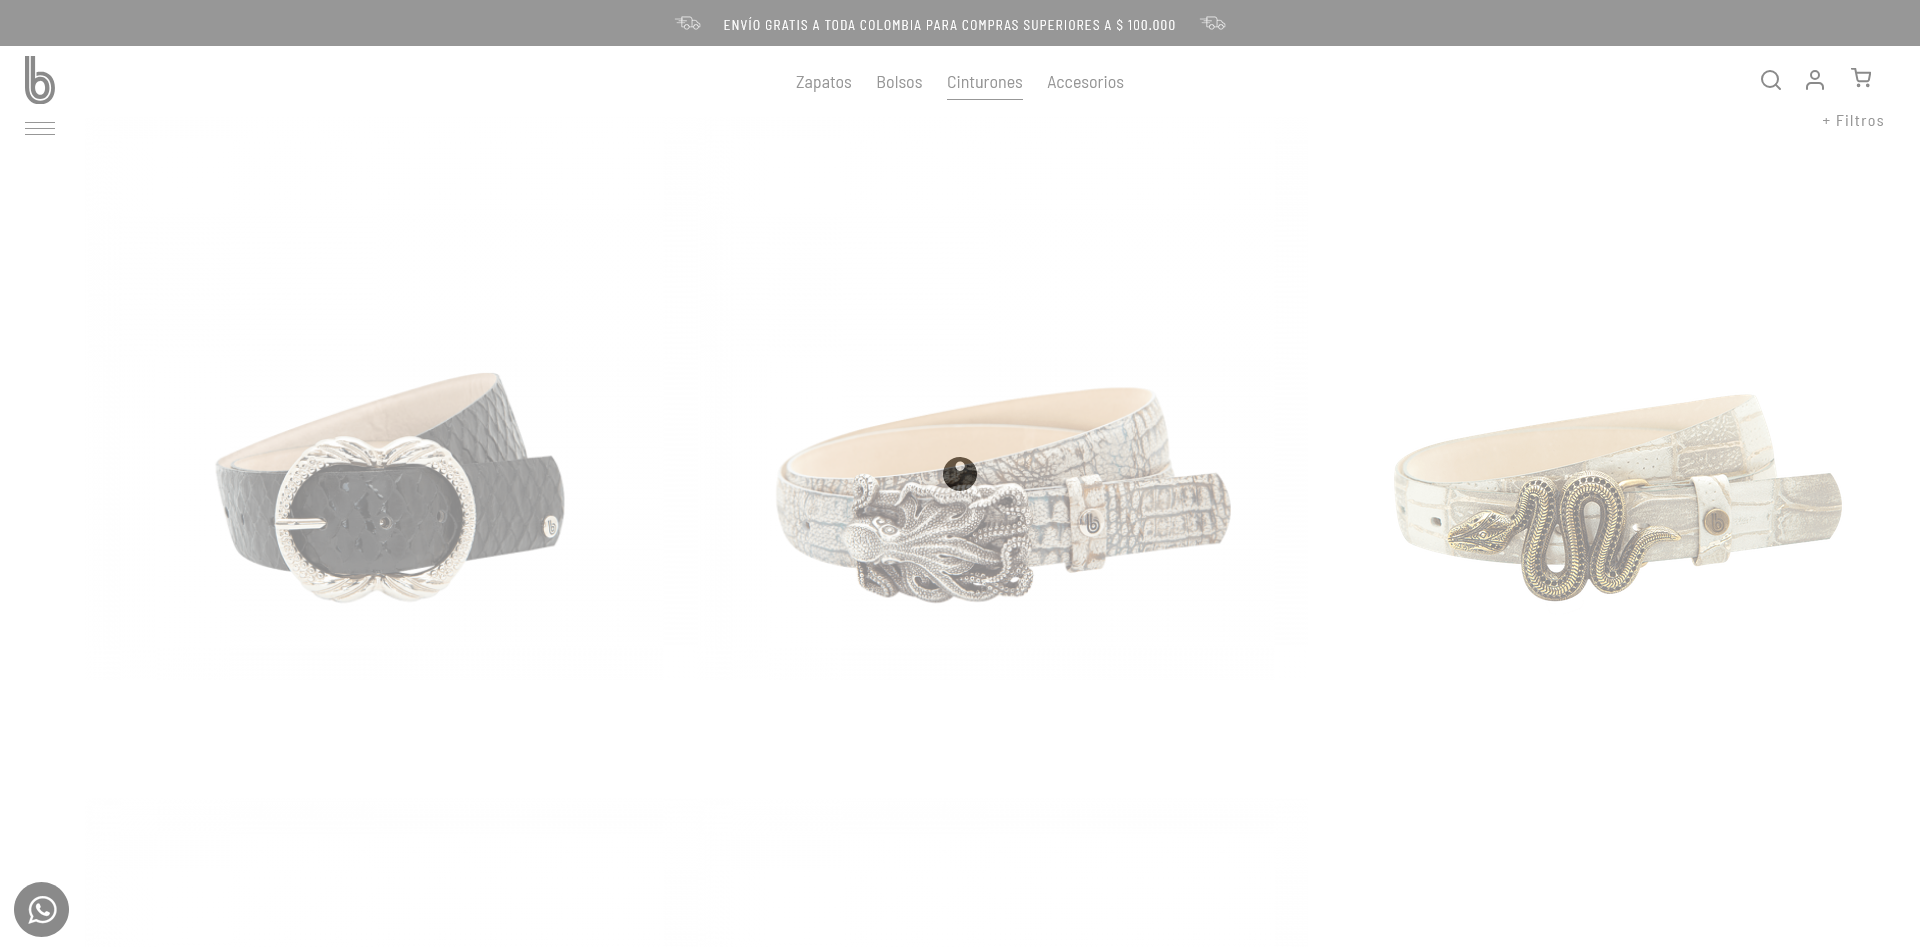 ENVÍO GRATIS A TODA COLOMBIA PARA COMPRAS SUPERIORES A $ 100.000
b
Zapatos Bolsos Cinturones Accesorios
+ Filtros